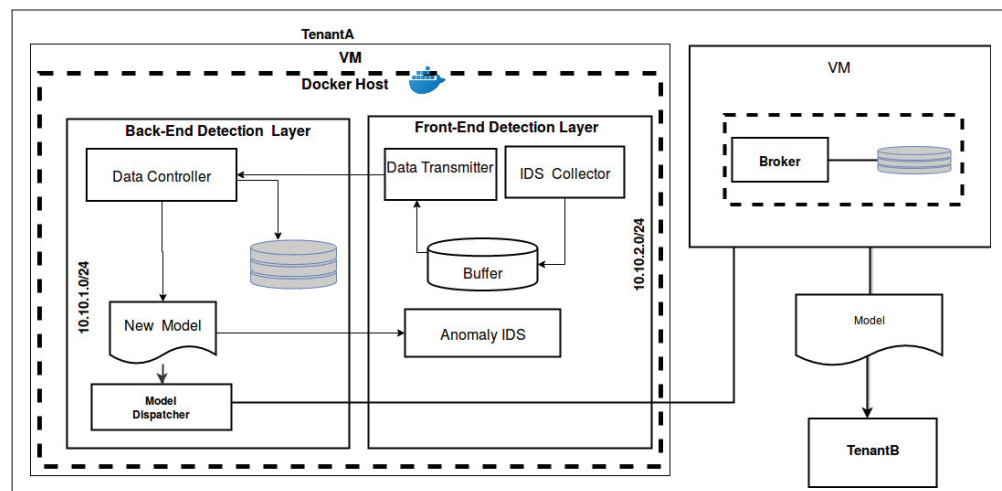 TenantA
VM
Docker Host
Back-End Detection Layer
Data Controller
10.10.1.0/24
New Model
Model
Dispatcher
Front-End Detection Layer
Data Transmitter
IDS Collector
Buffer
10.10.2.0/24
Anomaly IDS
VM
Broker
Model
TenantB